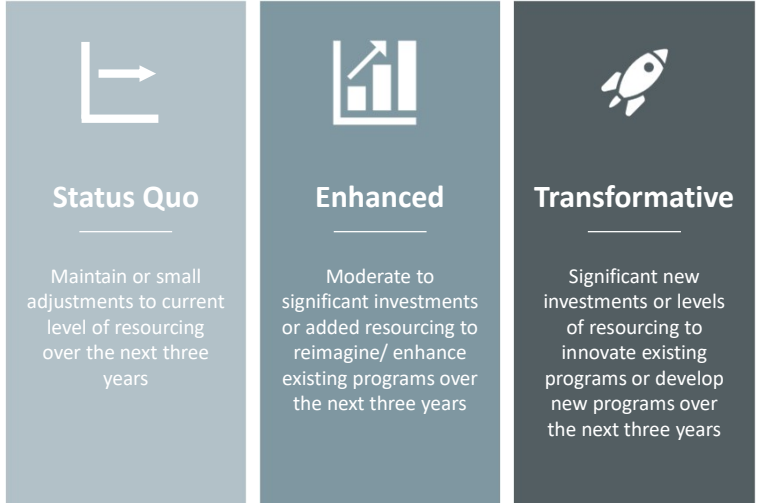 Status Quo
Maintain or small
adjustments to current
level of resourcing
over the next three
years
Enhanced
Moderate to
significant investments
or added resourcing to
reimagine/ enhance
existing programs over
the next three years
Transformative
Significant new
investments or levels
of resourcing to
innovate existing
programs or develop
new programs over
the next three years